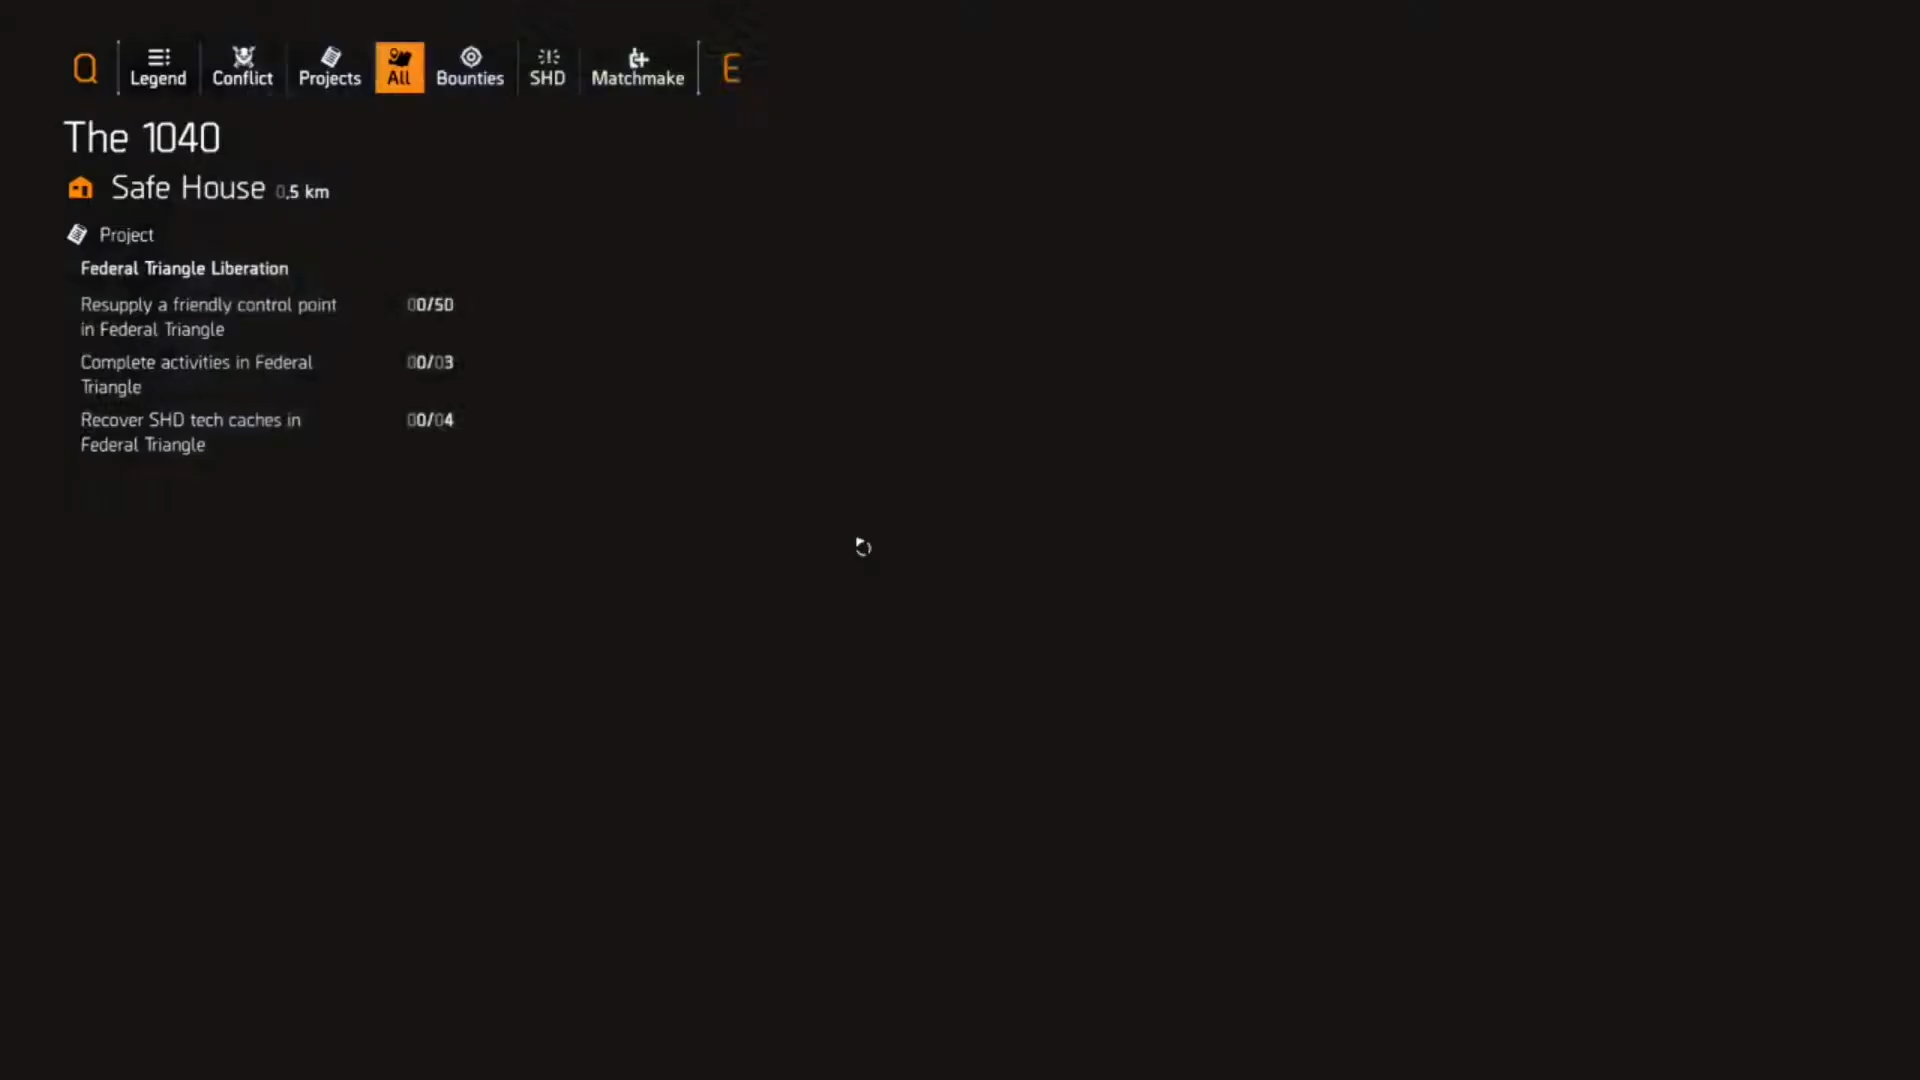 Q Legend Conflict Projects All Bounties SHD Matchmake E
The 1040
Safe House 0.5 km
Project
Federal Triangle Liberation
Resupply a friendly control point 00/50
in Federal Triangle
Complete activities in Federal 00/03
Triangle
Recover SHD tech caches in 00/04
Federal Triangle